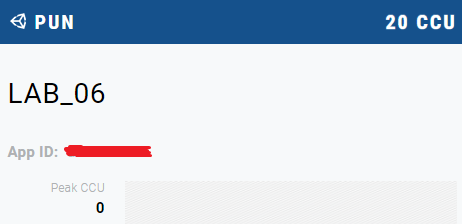 PUN 20 CCU
LAB_06
App ID:
Peak CCU
0